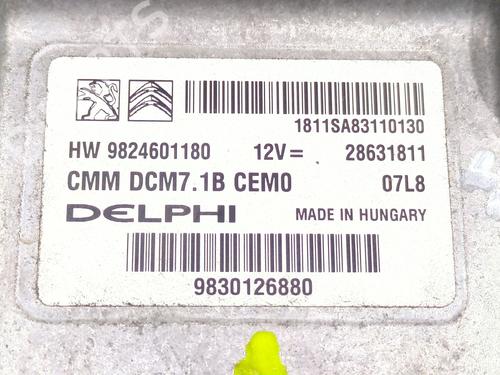 1811SA83110130
HW 9824601180 12V= 28631811
CMM DCM7.1B CEM0 07L8
DELPHI MADE IN HUNGARY
9830126880